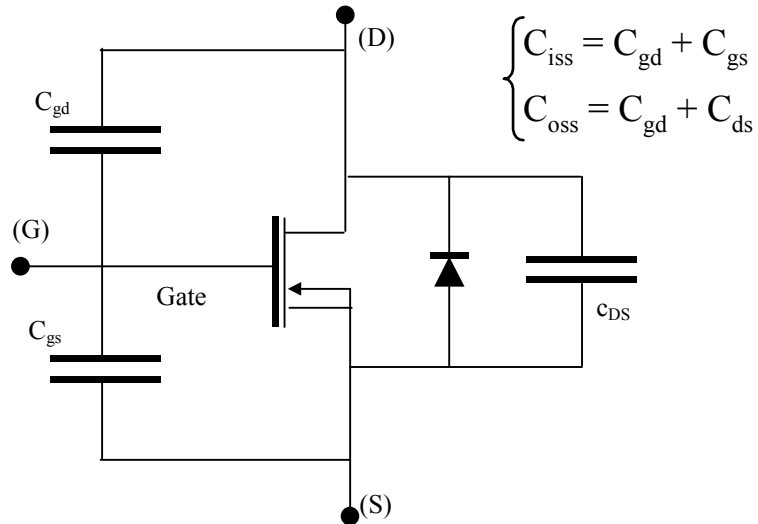 (D)
C_iss = C_gd + C_gs
C_oss = C_gd + C_ds
C_gd
(G)
Gate
C_gs
c_DS
(S)